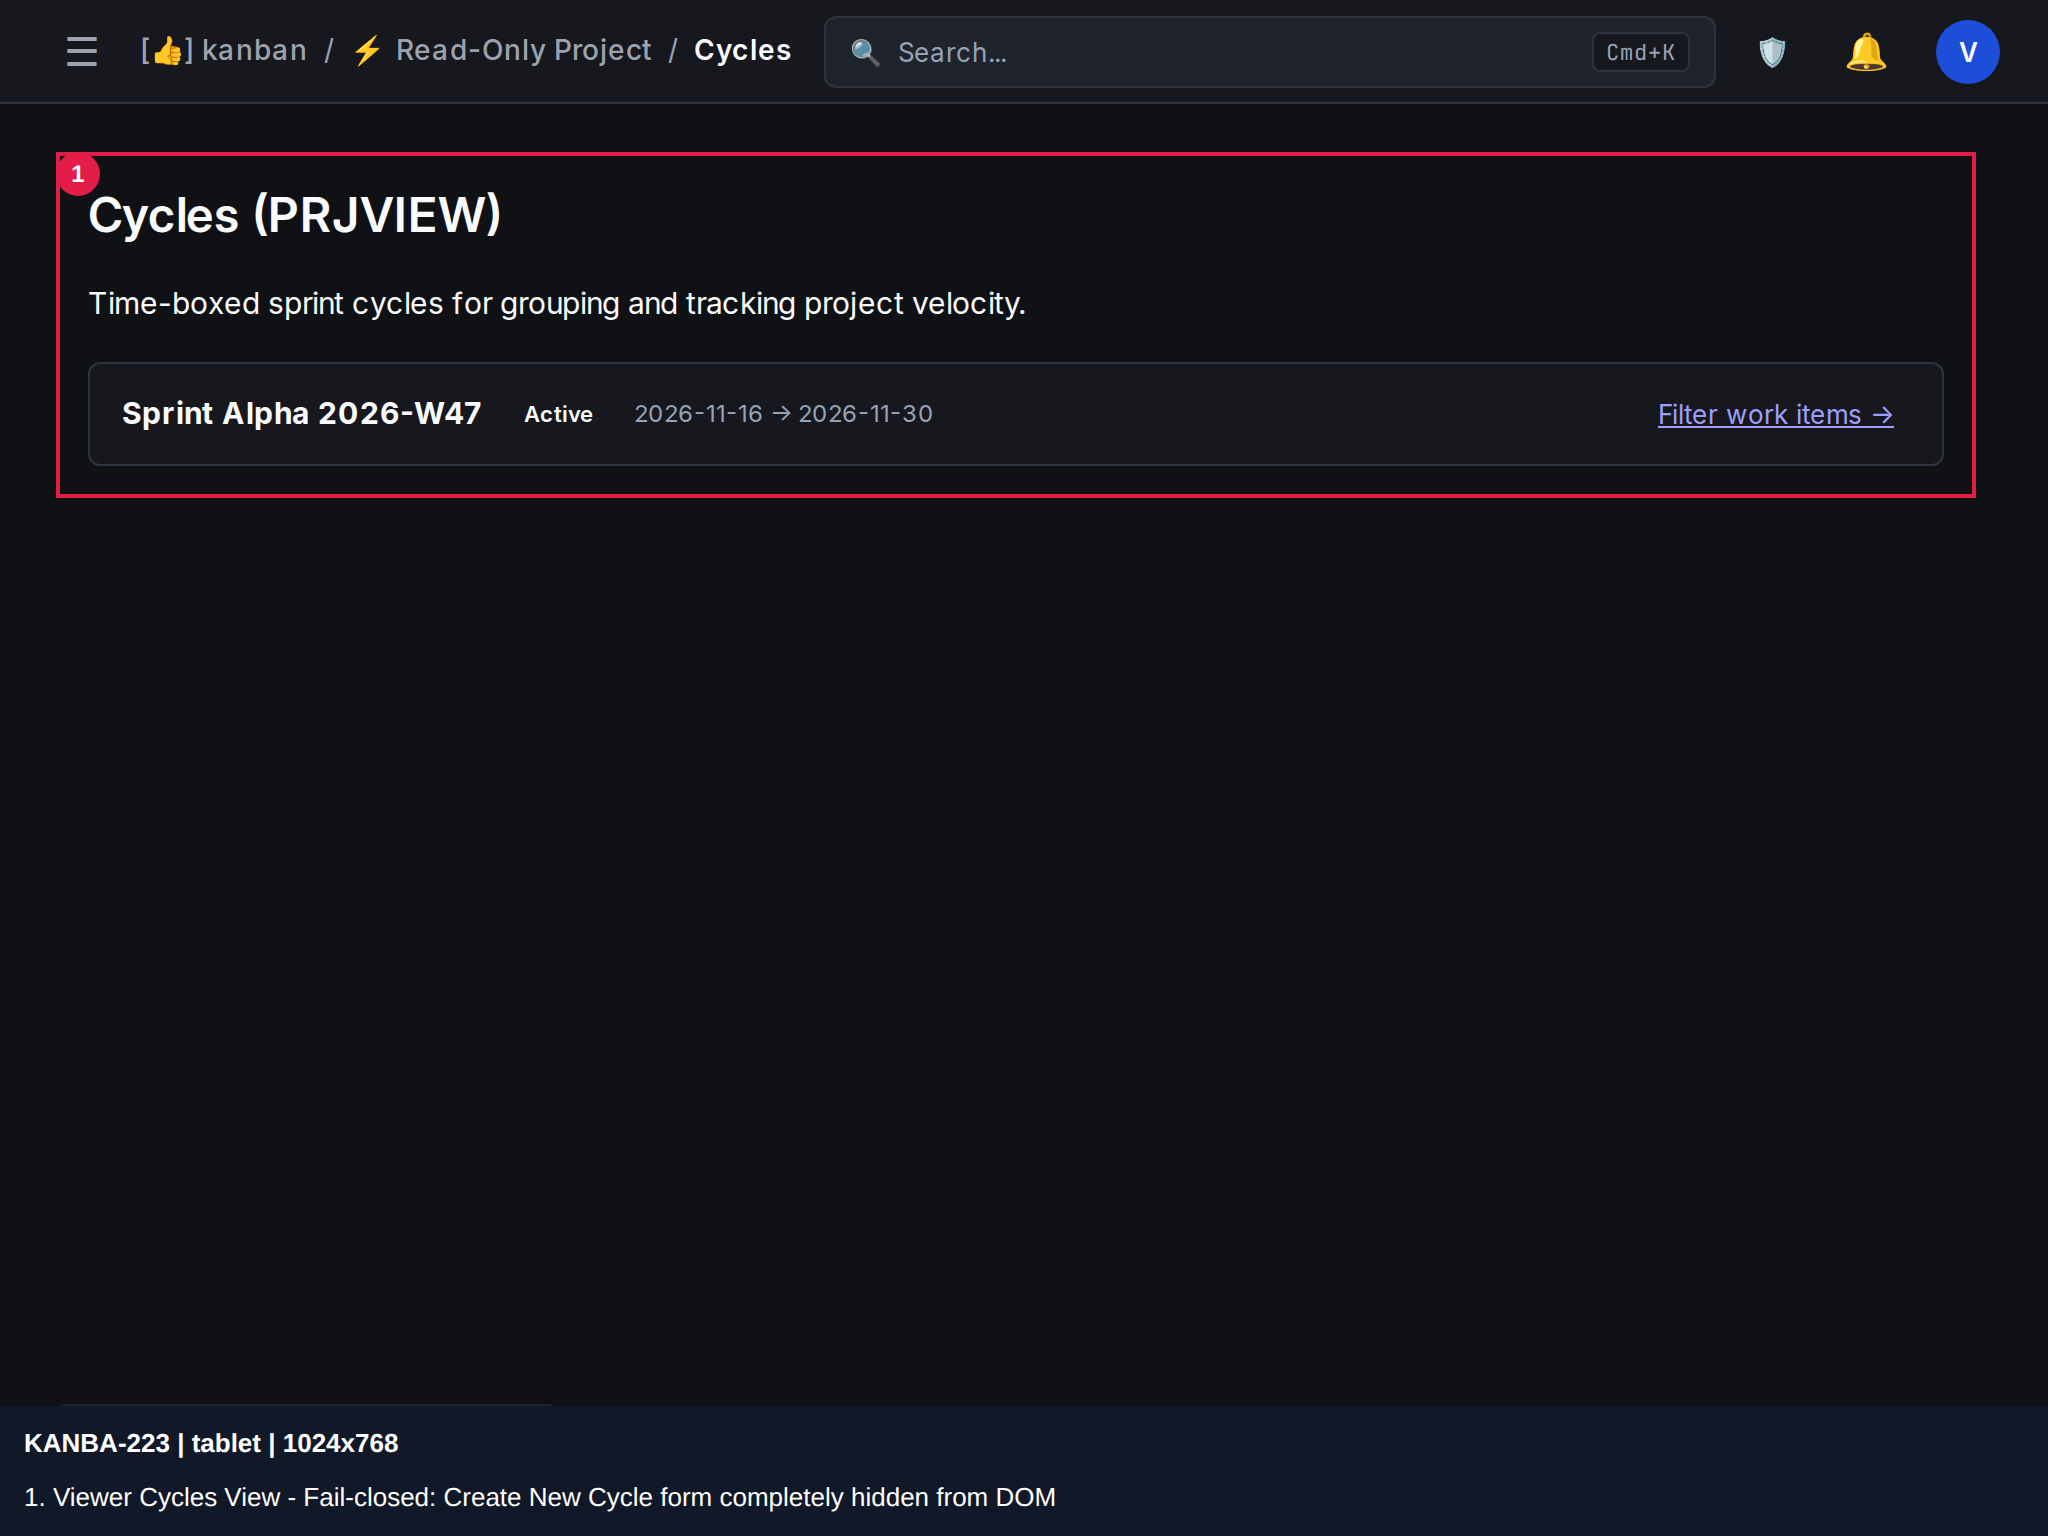 [👍] kanban / ⚡ Read-Only Project / Cycles
🔍 Search... Cmd+K
V
1
Cycles (PRJVIEW)
Time-boxed sprint cycles for grouping and tracking project velocity.
Sprint Alpha 2026-W47 Active 2026-11-16 → 2026-11-30 Filter work items →
KANBA-223 | tablet | 1024x768
1. Viewer Cycles View - Fail-closed: Create New Cycle form completely hidden from DOM